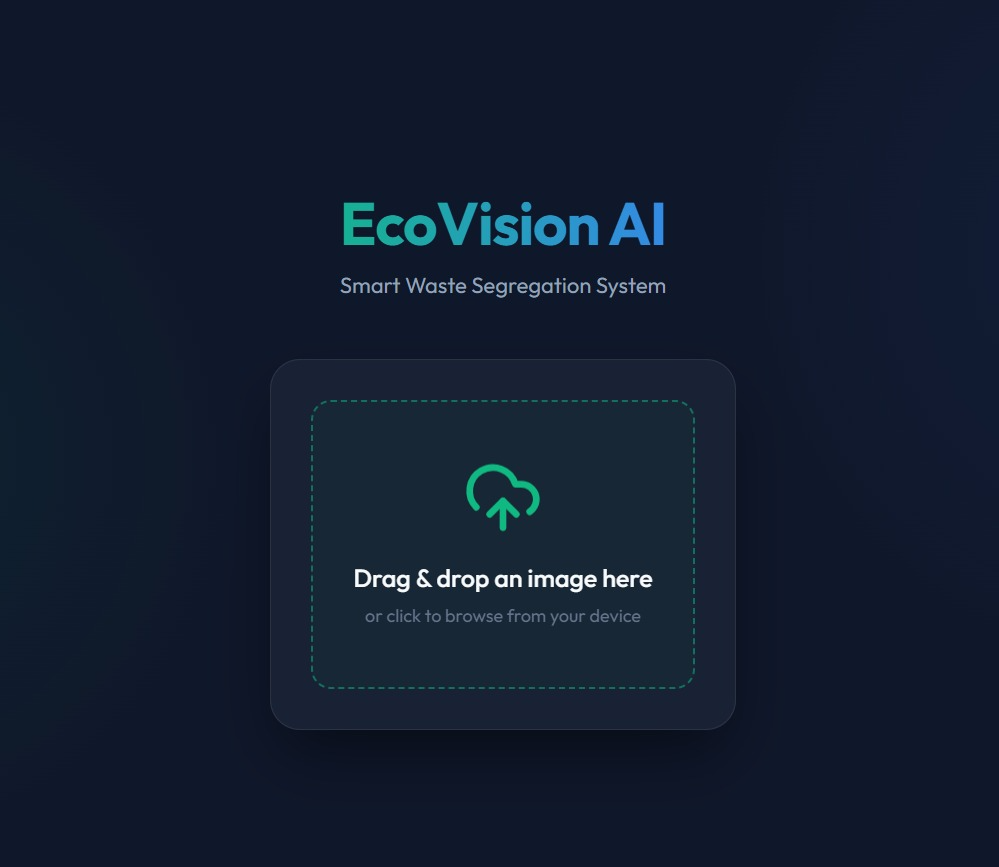 EcoVision AI
Smart Waste Segregation System
Drag & drop an image here
or click to browse from your device